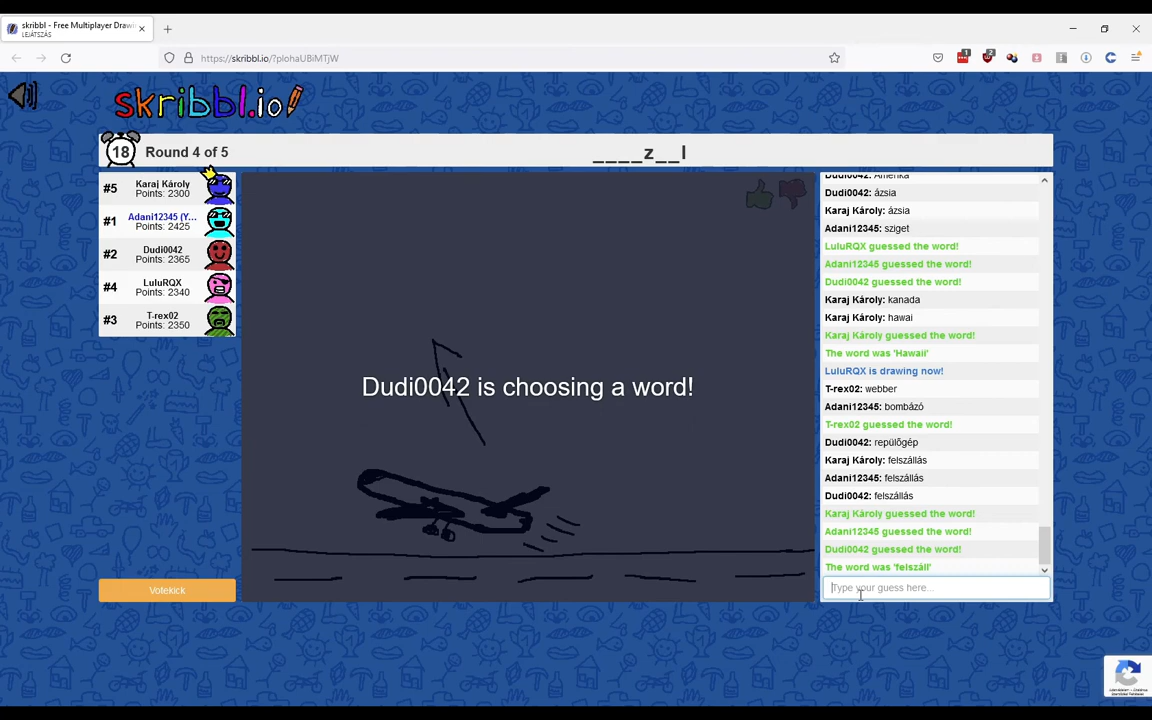 skribbl - Free Multiplayer Drawi
LEJÁTSZÁS
https://skribbl.io/?plohaUBiMTjW
1
2
skribbl.io
18
Round 4 of 5
____z__l
#5
Karaj Károly
Points: 2300
#1
Adani12345 (Y...
Points: 2425
#2
Dudi0042
Points: 2365
#4
LuluRQX
Points: 2340
#3
T-rex02
Points: 2350
Votekick
Dudi0042 is choosing a word!
Dudi0042: Amerika
Dudi0042: ázsia
Karaj Károly: ázsia
Adani12345: sziget
LuluRQX guessed the word!
Adani12345 guessed the word!
Dudi0042 guessed the word!
Karaj Károly: kanada
Karaj Károly: hawai
Karaj Károly guessed the word!
The word was 'Hawaii'
LuluRQX is drawing now!
T-rex02: webber
Adani12345: bombázó
T-rex02 guessed the word!
Dudi0042: repülõgép
Karaj Károly: felszállás
Adani12345: felszállás
Dudi0042: felszállás
Karaj Károly guessed the word!
Adani12345 guessed the word!
Dudi0042 guessed the word!
The word was 'felszáll'
Type your guess here...